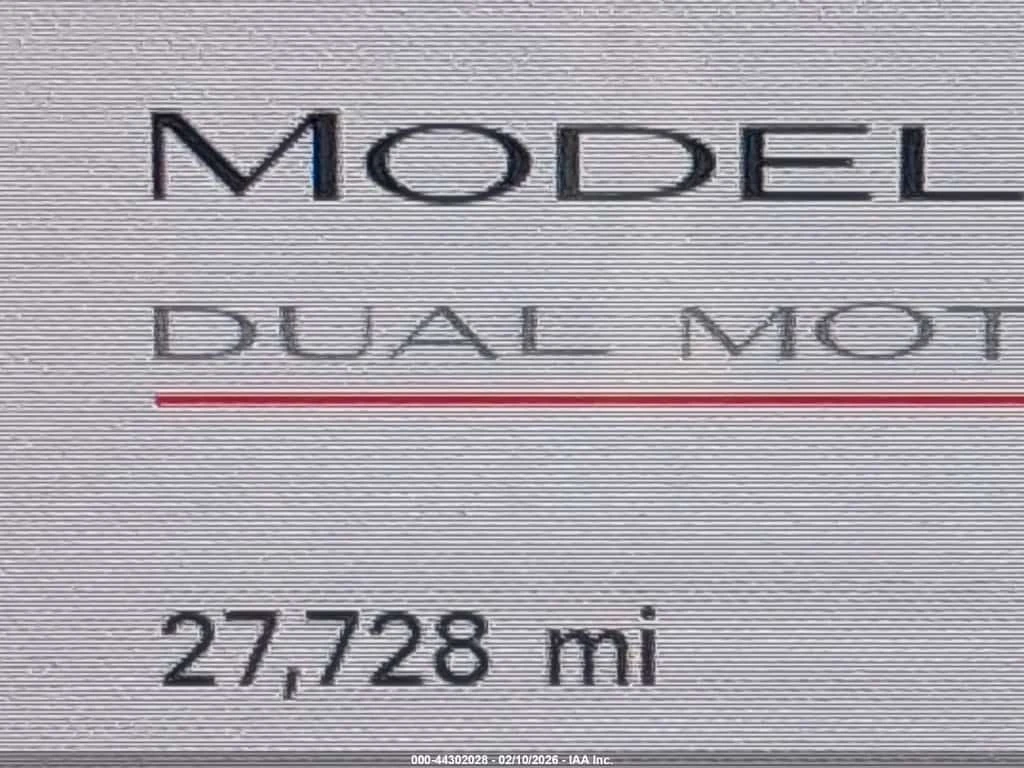 MODEL
DUAL MOT
27,728 mi
000-44302028 - 02/10/2026 - IAA Inc.